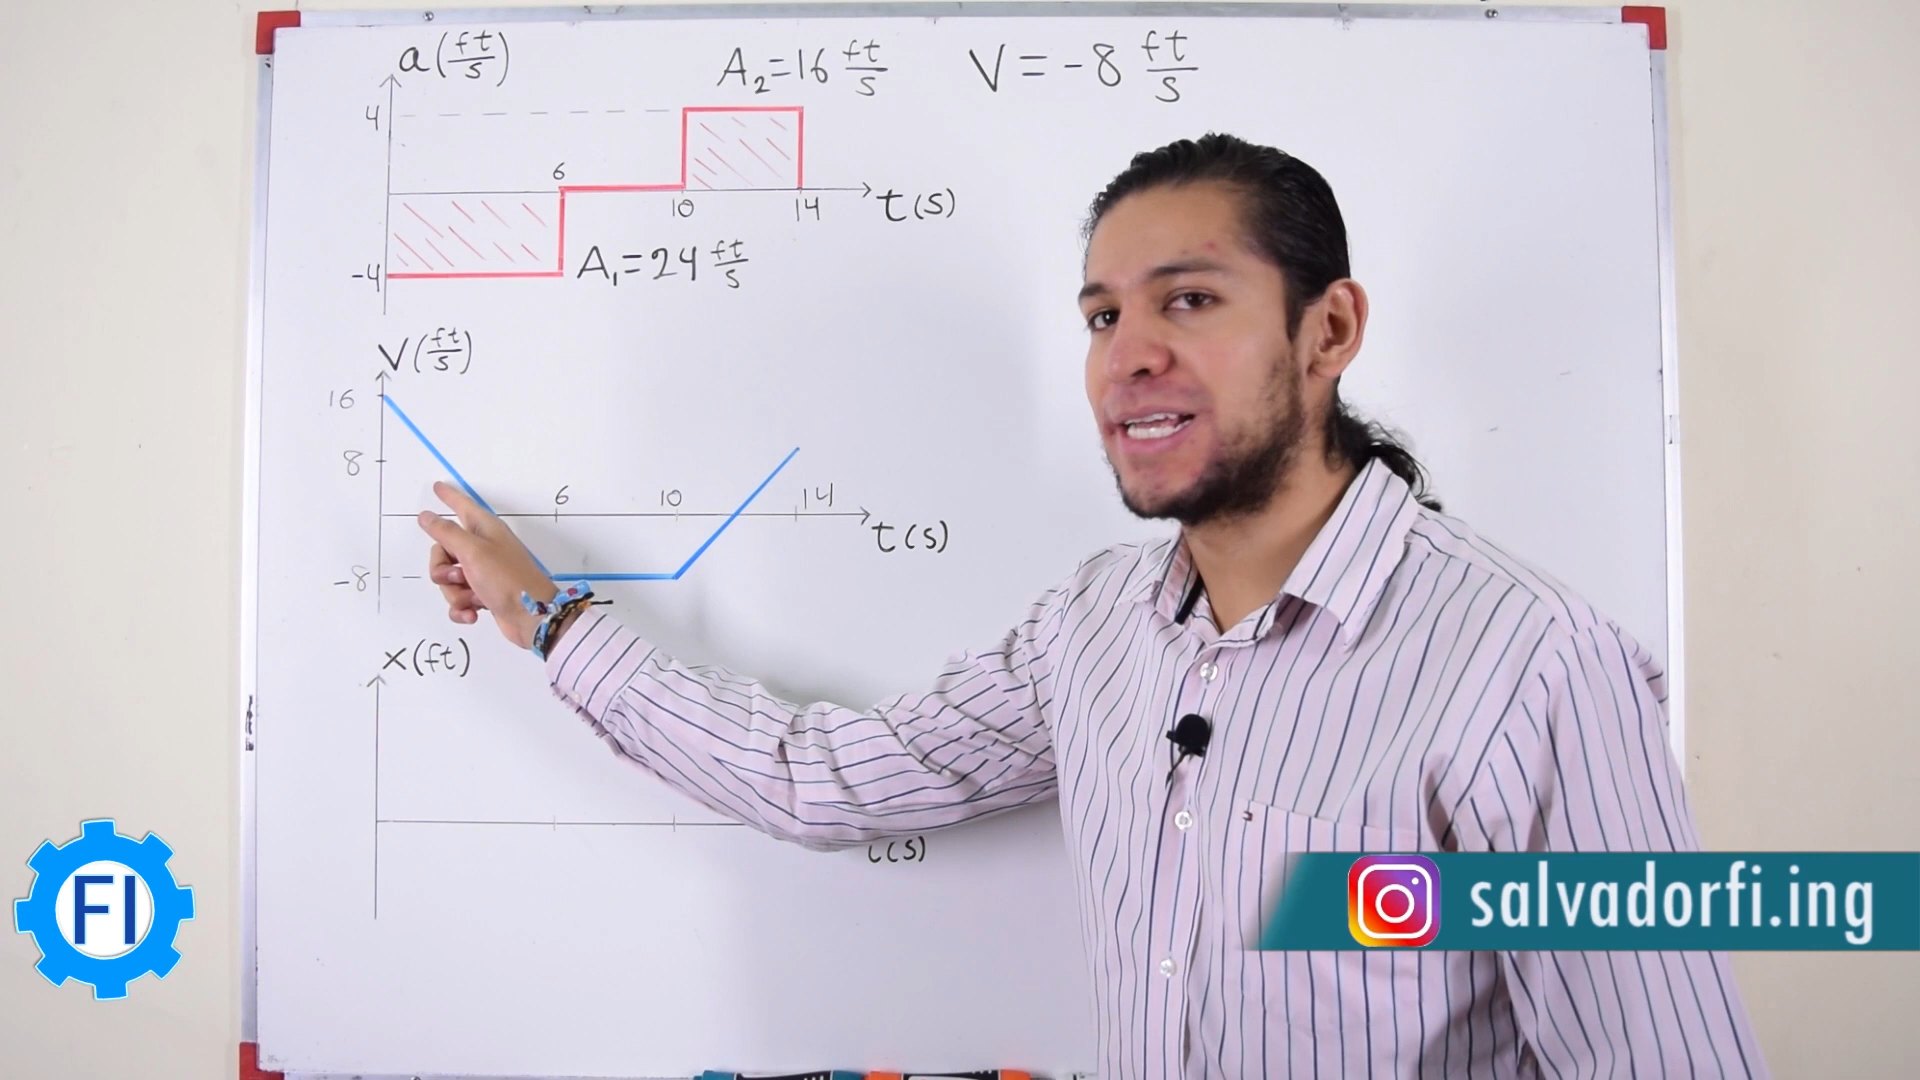 a (ft/s)
A₂=16 ft/s
V = -8 ft/s
4
6
10
14
t(s)
-4
A₁=24 ft/s
V(ft/s)
16
8
6
10
14
t(s)
-8
x(ft)
t(s)
FI
salvadorfi.ing